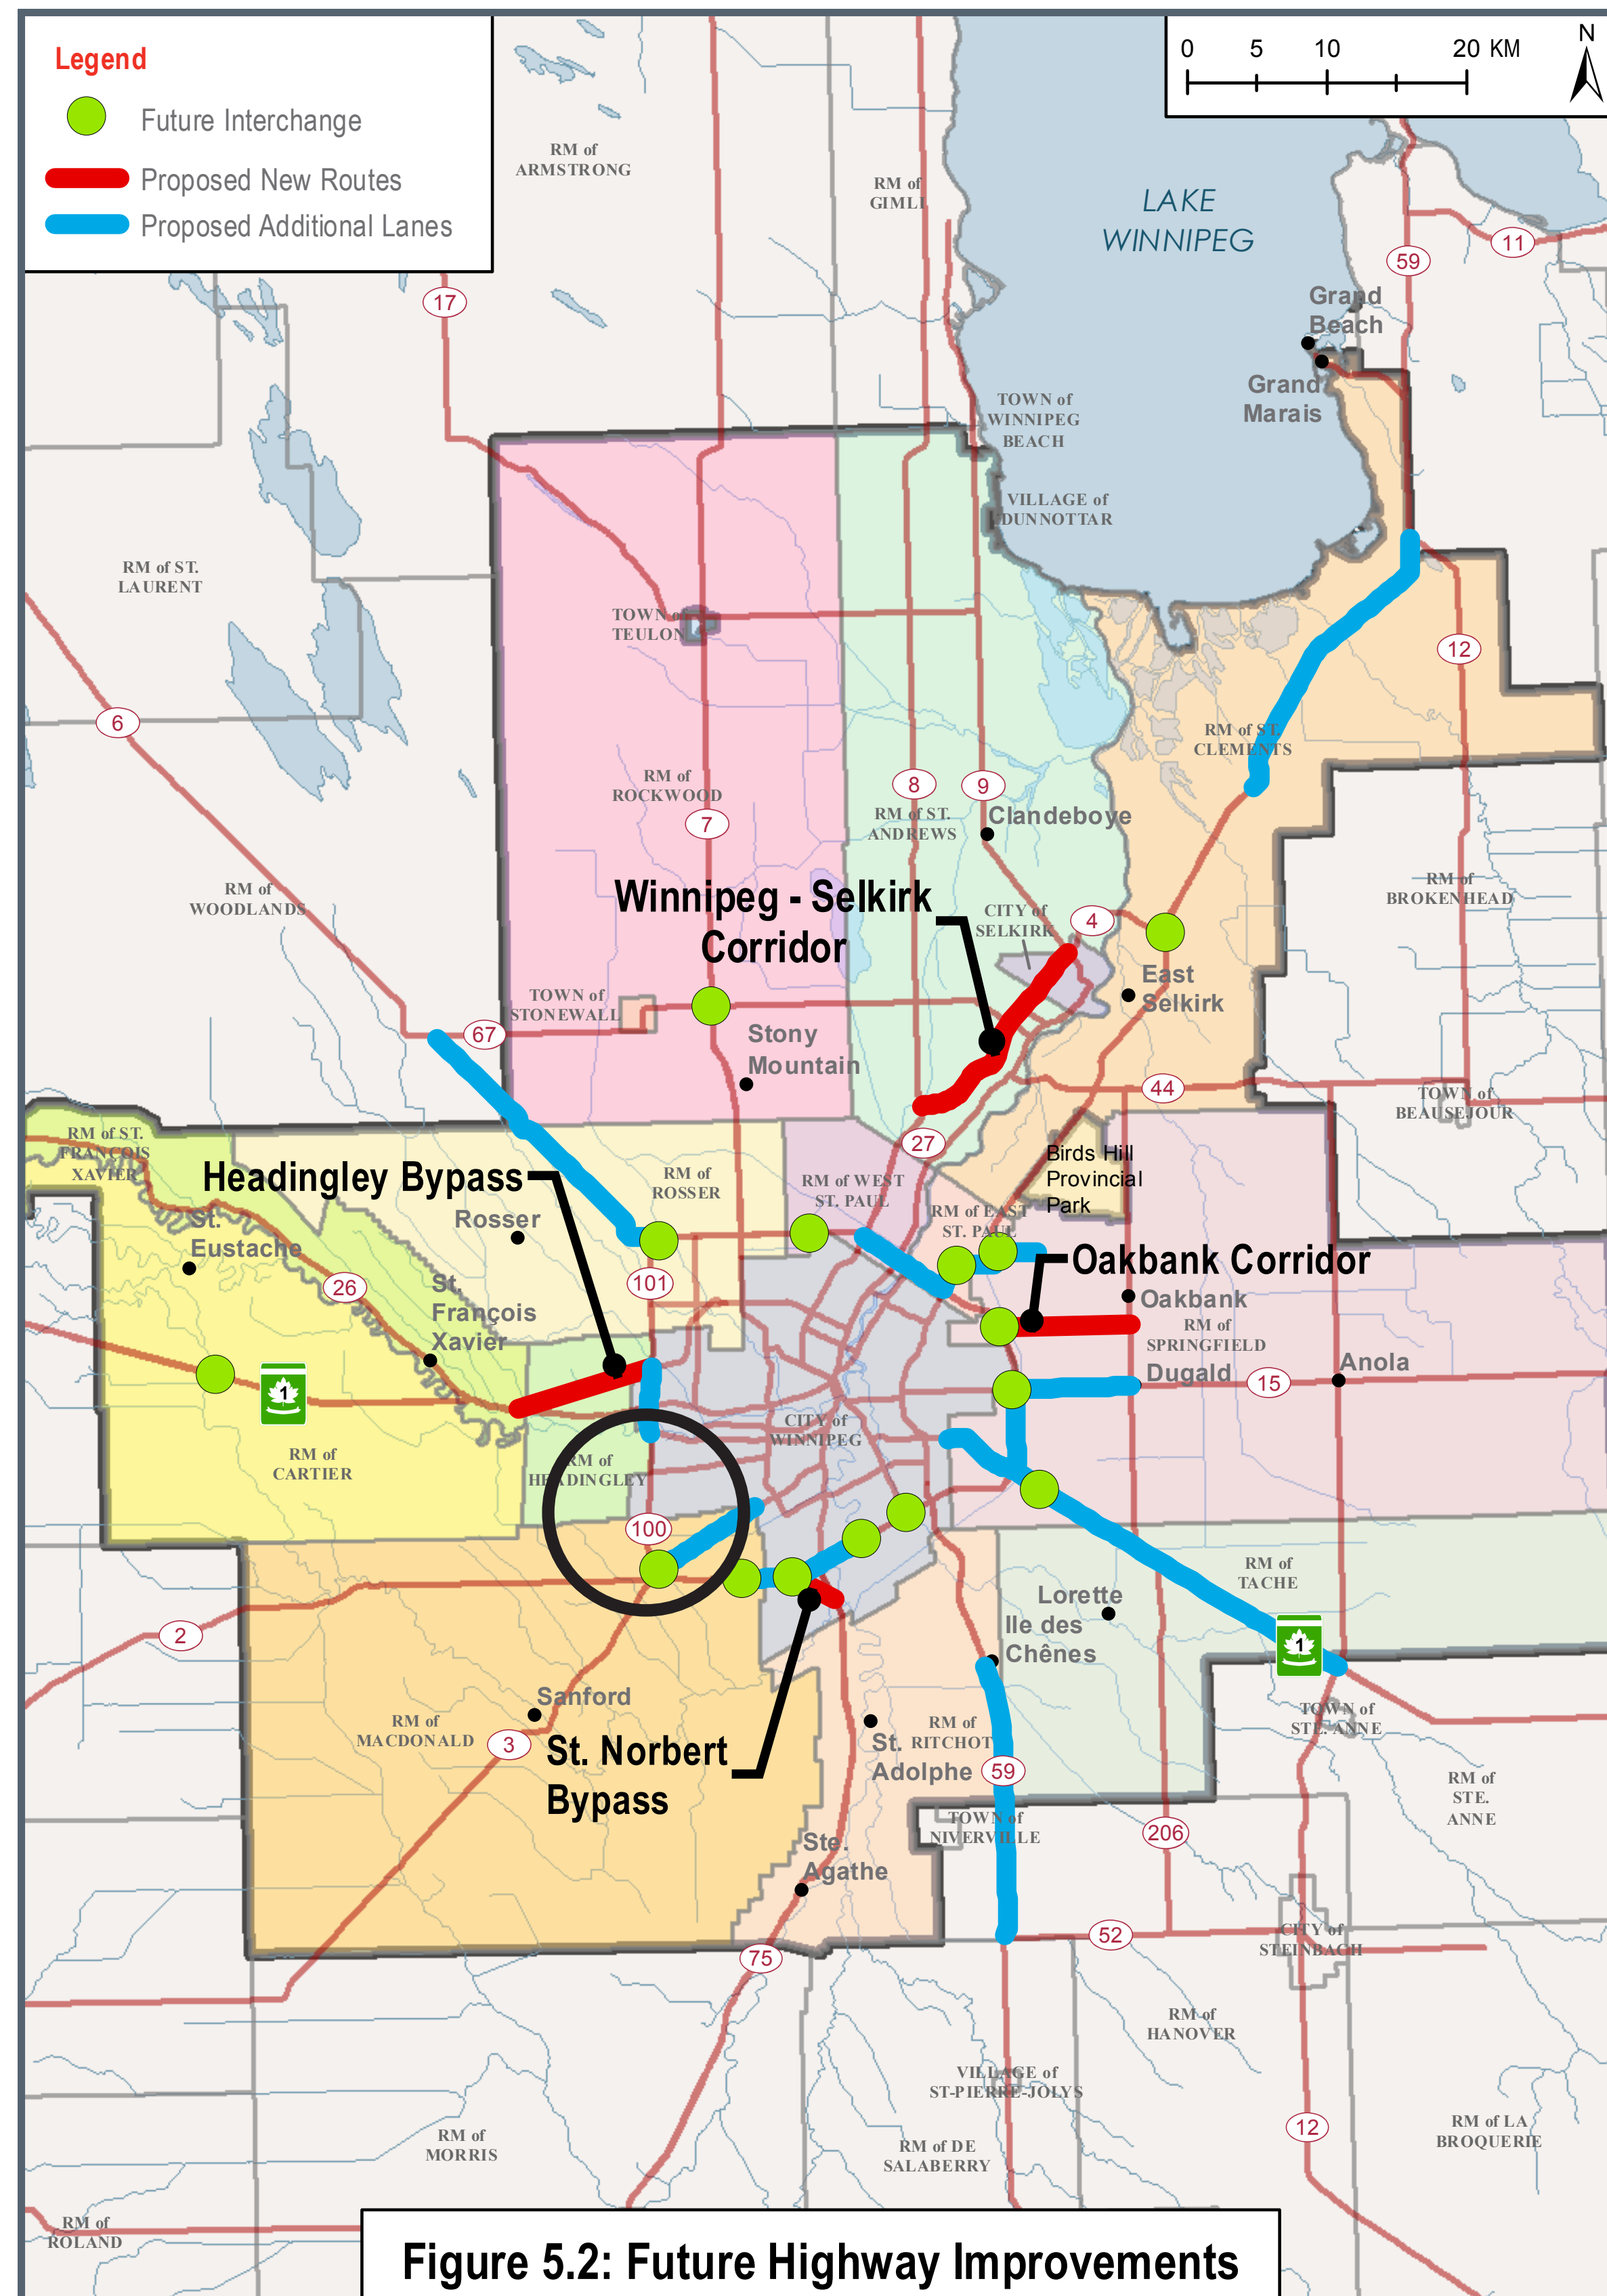 Legend
Future Interchange
Proposed New Routes
Proposed Additional Lanes
0 5 10 20 KM
N
RM of
ARMSTRONG
RM of
GIMLI
LAKE
WINNIPEG
59
11
17
Grand
Beach
Grand
Marais
TOWN of
WINNIPEG
BEACH
VILLAGE of
DUNNOTTAR
RM of ST.
LAURENT
TOWN of
TEULON
12
6
RM of ST.
CLEMENTS
RM of
ROCKWOOD
7
8
9
RM of ST.
ANDREWS
Clandeboye
RM of
WOODLANDS
RM of
BROKENHEAD
Winnipeg - Selkirk
Corridor
CITY of
SELKIRK
4
East
Selkirk
TOWN of
STONEWALL
67
Stony
Mountain
44
TOWN of
BEAUSEJOUR
27
RM of ST.
FRANCOIS
XAVIER
Headingley Bypass
RM of
ROSSER
RM of WEST
ST. PAUL
Birds Hill
Provincial
Park
RM of EAST
ST. PAUL
Rosser
St.
Eustache
26
101
Oakbank Corridor
St.
François
Xavier
Oakbank
RM of
SPRINGFIELD
Dugald
15
Anola
1
CITY of
WINNIPEG
RM of
CARTIER
RM of
HEADINGLEY
100
RM of
TACHE
Lorette
Ile des
Chênes
2
1
Sanford
RM of
MACDONALD
3
St. Norbert
Bypass
St.
Adolphe
RM of
RITCHOT
59
TOWN of
STE. ANNE
RM of
STE.
ANNE
TOWN of
NIVERVILLE
206
Ste.
Agathe
75
52
CITY of
STEINBACH
RM of
HANOVER
VILLAGE of
ST-PIERRE-JOLYS
12
RM of
MORRIS
RM of DE
SALABERRY
RM of LA
BROQUERIE
RM of
ROLAND
Figure 5.2: Future Highway Improvements